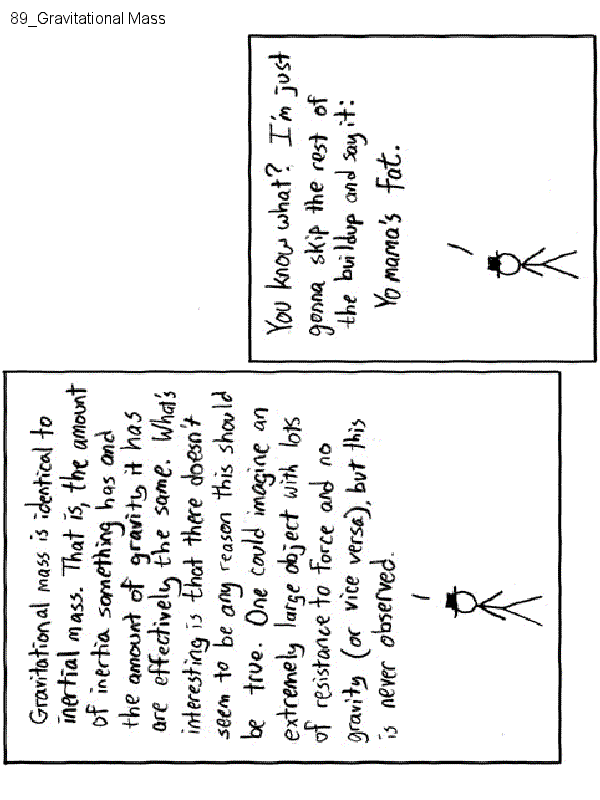 89_Gravitational Mass
Gravitational mass is identical to
inertial mass. That is, the amount
of inertia something has and
the amount of gravity it has
are effectively the same. What's
interesting is that there doesn't
seem to be any reason this should
be true. One could imagine an
extremely large object with lots
of resistance to force and no
gravity (or vice versa), but this
is never observed.
You know what? I'm just
gonna skip the rest of
the buildup and say it:
Yo mama's fat.